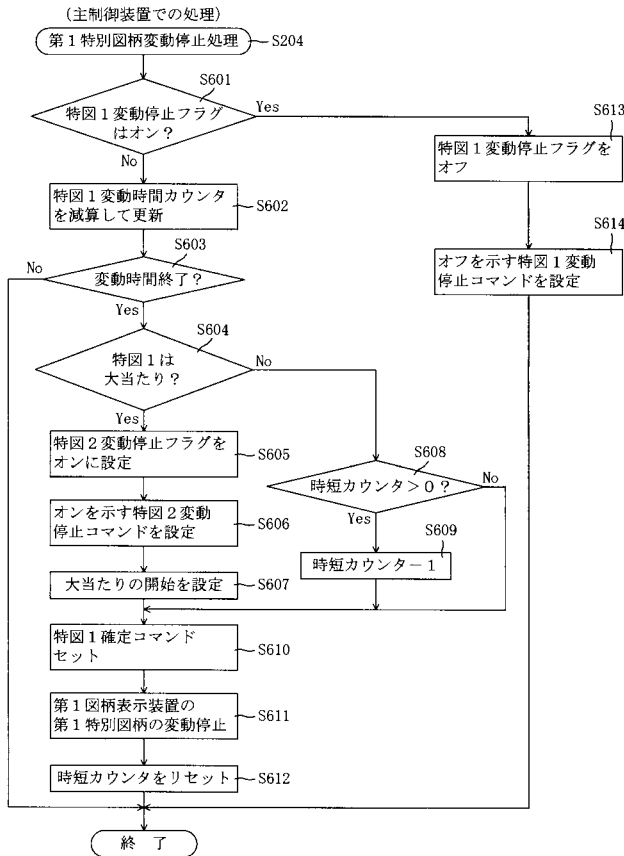 (主制御装置での処理)
第1特別図柄変動停止処理
S204
S601
特図1変動停止フラグ
はオン?
Yes
No
S613
特図1変動停止フラグを
オフ
特図1変動時間カウンタ
を減算して更新
S602
S614
オフを示す特図1変動
停止コマンドを設定
S603
変動時間終了?
No
Yes
S604
特図1は
大当たり?
No
Yes
特図2変動停止フラグを
オンに設定
S605
S608
時短カウンタ>0?
No
Yes
オンを示す特図2変動
停止コマンドを設定
S606
S609
時短カウンタ-1
大当たりの開始を設定
S607
特図1確定コマンド
セット
S610
第1図柄表示装置の
第1特別図柄の変動停止
S611
時短カウンタをリセット
S612
終 了